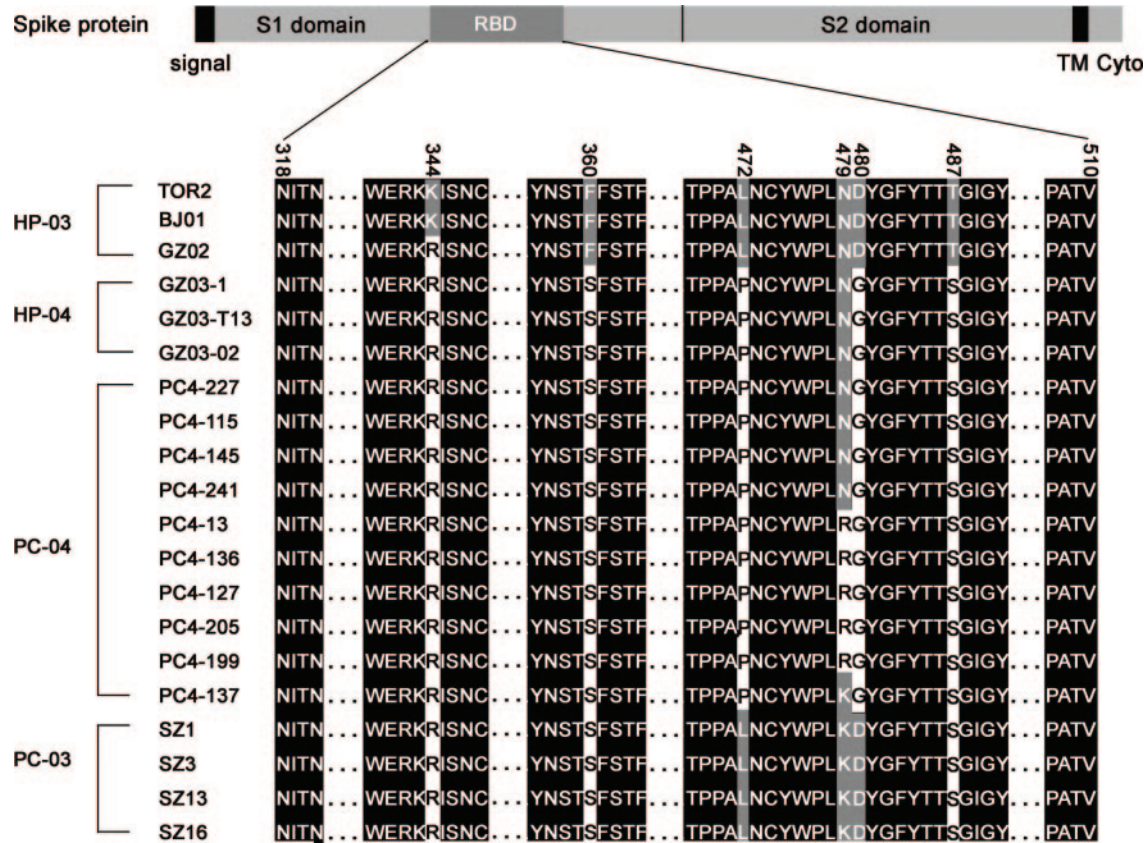 Spike protein S1 domain RBD S2 domain
signal TM Cyto
318 344 360 472 479 480 487 510
HP-03
TOR2 NITN...WERKKISNC...YNSTFFSTF...TPPALNCYWPLNDYGFYTTTGIGY...PATV
BJ01 NITN...WERKKISNC...YNSTFFSTF...TPPALNCYWPLNDYGFYTTTGIGY...PATV
GZ02 NITN...WERKRISNC...YNSTFFSTF...TPPALNCYWPLNDYGFYTTTGIGY...PATV
HP-04
GZ03-1 NITN...WERKRISNC...YNSTSFSTF...TPPAPNCYWPLNGYGFYTTSGIGY...PATV
GZ03-T13 NITN...WERKRISNC...YNSTSFSTF...TPPAPNCYWPLNGYGFYTTSGIGY...PATV
GZ03-02 NITN...WERKRISNC...YNSTSFSTF...TPPAPNCYWPLNGYGFYTTSGIGY...PATV
PC-04
PC4-227 NITN...WERKRISNC...YNSTSFSTF...TPPAPNCYWPLNGYGFYTTSGIGY...PATV
PC4-115 NITN...WERKRISNC...YNSTSFSTF...TPPAPNCYWPLNGYGFYTTSGIGY...PATV
PC4-145 NITN...WERKRISNC...YNSTSFSTF...TPPAPNCYWPLNGYGFYTTSGIGY...PATV
PC4-241 NITN...WERKRISNC...YNSTSFSTF...TPPAPNCYWPLNGYGFYTTSGIGY...PATV
PC4-13 NITN...WERKRISNC...YNSTSFSTF...TPPAPNCYWPLRGYGFYTTSGIGY...PATV
PC4-136 NITN...WERKRISNC...YNSTSFSTF...TPPAPNCYWPLRGYGFYTTSGIGY...PATV
PC4-127 NITN...WERKRISNC...YNSTSFSTF...TPPAPNCYWPLRGYGFYTTSGIGY...PATV
PC4-205 NITN...WERKRISNC...YNSTSFSTF...TPPAPNCYWPLRGYGFYTTSGIGY...PATV
PC4-199 NITN...WERKRISNC...YNSTSFSTF...TPPAPNCYWPLRGYGFYTTSGIGY...PATV
PC4-137 NITN...WERKRISNC...YNSTSFSTF...TPPAPNCYWPLKGYGFYTTSGIGY...PATV
PC-03
SZ1 NITN...WERKRISNC...YNSTSFSTF...TPPALNCYWPLKDYGFYTTSGIGY...PATV
SZ3 NITN...WERKRISNC...YNSTSFSTF...TPPALNCYWPLKDYGFYTTSGIGY...PATV
SZ13 NITN...WERKRISNC...YNSTSFSTF...TPPALNCYWPLKDYGFYTTSGIGY...PATV
SZ16 NITN...WERKRISNC...YNSTSFSTF...TPPALNCYWPLKDYGFYTTSGIGY...PATV